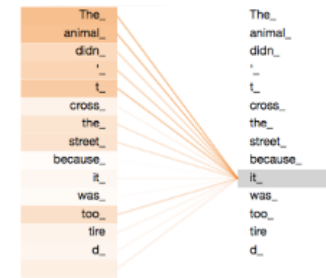 The_ The_
animal_ animal_
didn_ didn_
'_ '_
t_ t_
cross_ cross_
the_ the_
street_ street_
because_ because_
it_ it_
was_ was_
too_ too_
tire tire
d_ d_